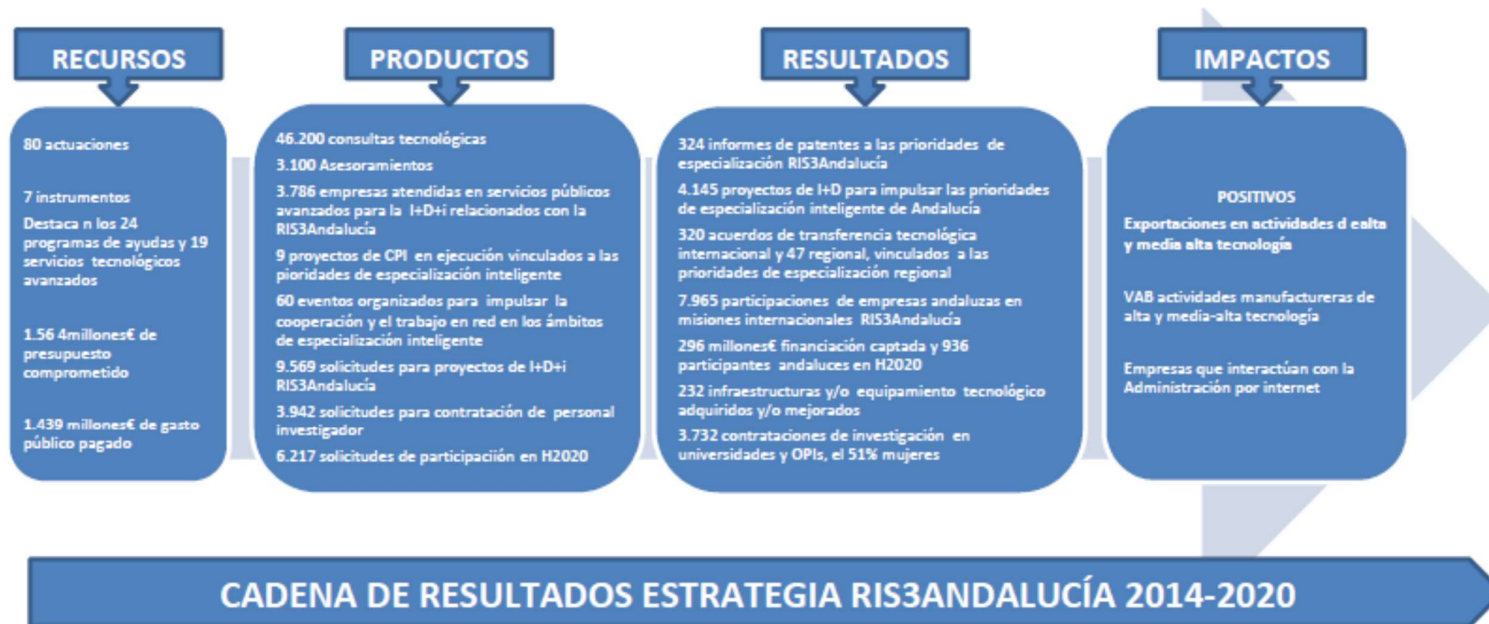 RECURSOS
80 actuaciones
7 instrumentos
Destaca n los 24
programas de ayudas y 19
servicios tecnológicos
avanzados
1.56 4millones€ de
presupuesto
comprometido
1.439 millones€ de gasto
público pagado
PRODUCTOS
46.200 consultas tecnológicas
3.100 Asesoramientos
3.786 empresas atendidas en servicios públicos
avanzados para la I+D+i relacionados con la
RIS3Andalucía
9 proyectos de CPI en ejecución vinculados a las
pioridades de especialización inteligente
60 eventos organizados para impulsar la
cooperación y el trabajo en red en los ámbitos
de especialización inteligente
9.569 solicitudes para proyectos de I+D+i
RIS3Andalucía
3.942 solicitudes para contratación de personal
investigador
6.217 solicitudes de participaciión en H2020
RESULTADOS
324 informes de patentes a las prioridades de
especialización RIS3Andalucía
4.145 proyectos de I+D para impulsar las prioridades
de especialización inteligente de Andalucía
320 acuerdos de transferencia tecnológica
internacional y 47 regional, vinculados a las
prioridades de especialización regional
7.965 participaciones de empresas andaluzas en
misiones internacionales RIS3Andalucía
296 millones€ financiación captada y 936
participantes andaluces en H2020
232 infraestructuras y/o equipamiento tecnológico
adquiridos y/o mejorados
3.732 contrataciones de investigación en
universidades y OPIs, el 51% mujeres
IMPACTOS
POSITIVOS
Exportaciones en actividades d ealta
y media alta tecnología
VAB actividades manufactureras de
alta y media-alta tecnología
Empresas que interactúan con la
Administración por internet
CADENA DE RESULTADOS ESTRATEGIA RIS3ANDALUCÍA 2014-2020